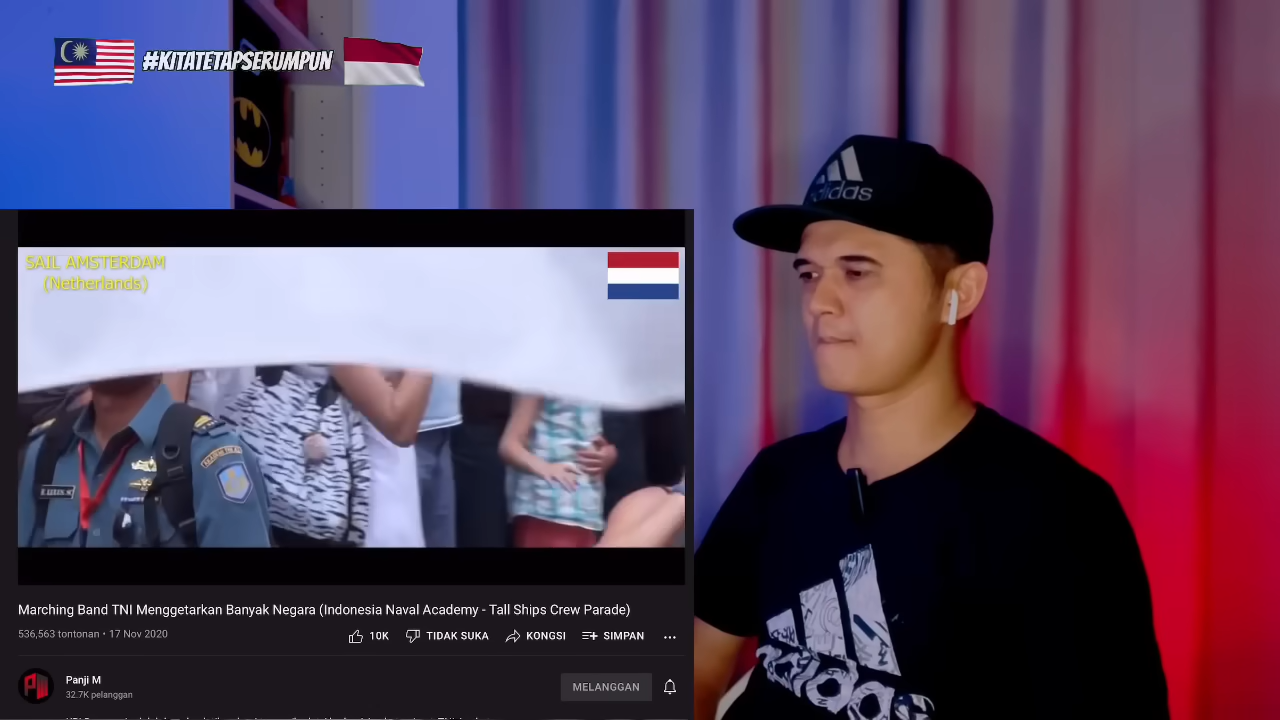 #KITATETAPSERUMPUN
adidas
SAIL AMSTERDAM
(Netherlands)
Marching Band TNI Menggetarkan Banyak Negara (Indonesia Naval Academy - Tall Ships Crew Parade)
536,563 tontonan • 17 Nov 2020
10K
TIDAK SUKA
KONGSI
SIMPAN
Panji M
32.7K pelanggan
MELANGGAN